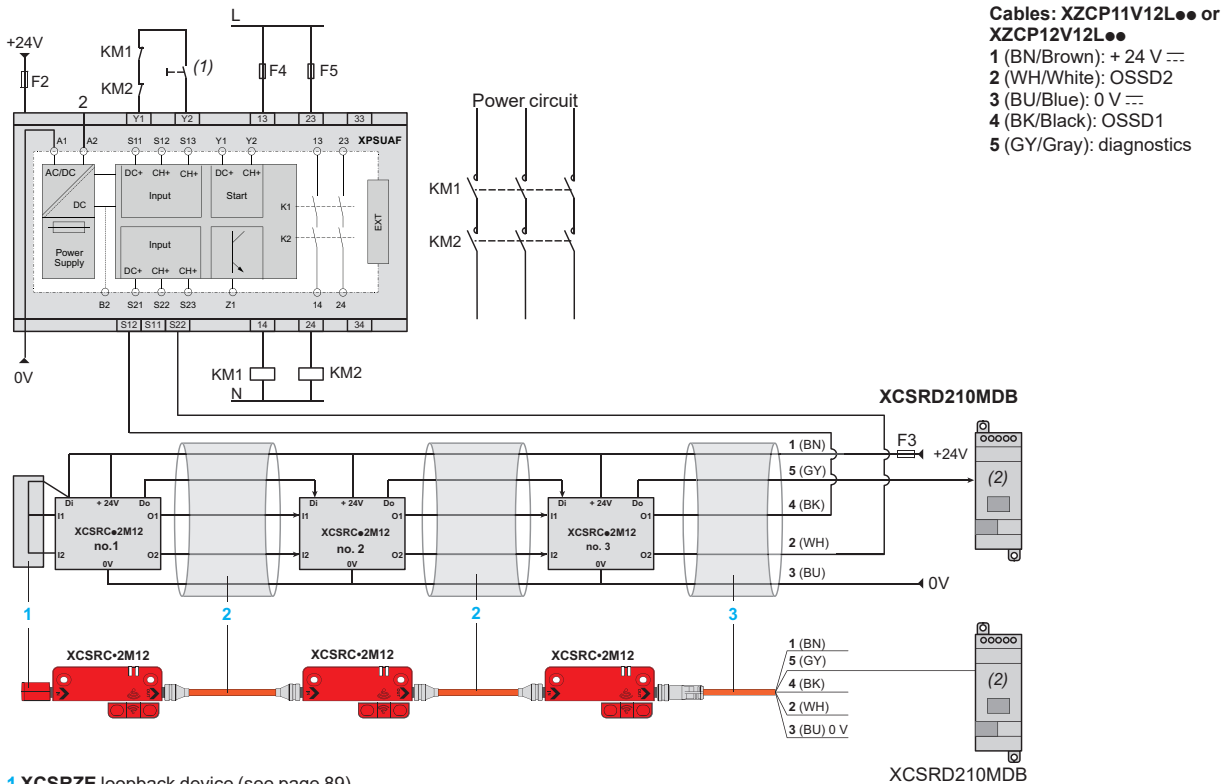 L
+24V
F2
KM1
KM2
(1)
F4
F5
2
Y1 Y2 13 23 33
A1 A2 S11 S12 S13 Y1 Y2 13 23 XPSUAF
AC/DC
DC
DC+ CH+ CH+ DC+ CH+
Input
Start
K1
K2
EXT
Power
Supply
Input
DC+ CH+ CH+
B2 S21 S22 S23 Z1 14 24
S12 S11 S22 14 24 34
0V
KM1
KM2
N
Power circuit
KM1
KM2
Cables: XZCP11V12L●● or
XZCP12V12L●●
1 (BN/Brown): + 24 V ⎓
2 (WH/White): OSSD2
3 (BU/Blue): 0 V ⎓
4 (BK/Black): OSSD1
5 (GY/Gray): diagnostics
XCSRD210MDB
1 (BN)
F3
+24V
5 (GY)
(2)
4 (BK)
2 (WH)
3 (BU)
0V
Di + 24V Do
I1 O1
XCSRC●2M12
no.1
I2 O2
0V
Di + 24V Do
I1 O1
XCSRC●2M12
no. 2
I2 O2
0V
Di + 24V Do
I1 O1
XCSRC●2M12
no. 3
I2 O2
0V
1 2 2 3
XCSRC•2M12 XCSRC•2M12 XCSRC•2M12
1 (BN)
5 (GY)
4 (BK)
2 (WH)
3 (BU) 0 V
(2)
XCSRD210MDB
1 XCSRZE loopback device (see page 89)